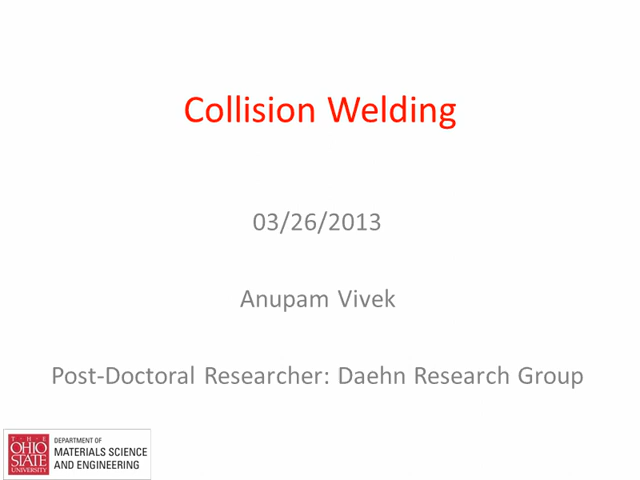 Collision Welding
03/26/2013
Anupam Vivek
Post-Doctoral Researcher: Daehn Research Group
THE
OHIO
STATE
UNIVERSITY
DEPARTMENT OF
MATERIALS SCIENCE
AND ENGINEERING